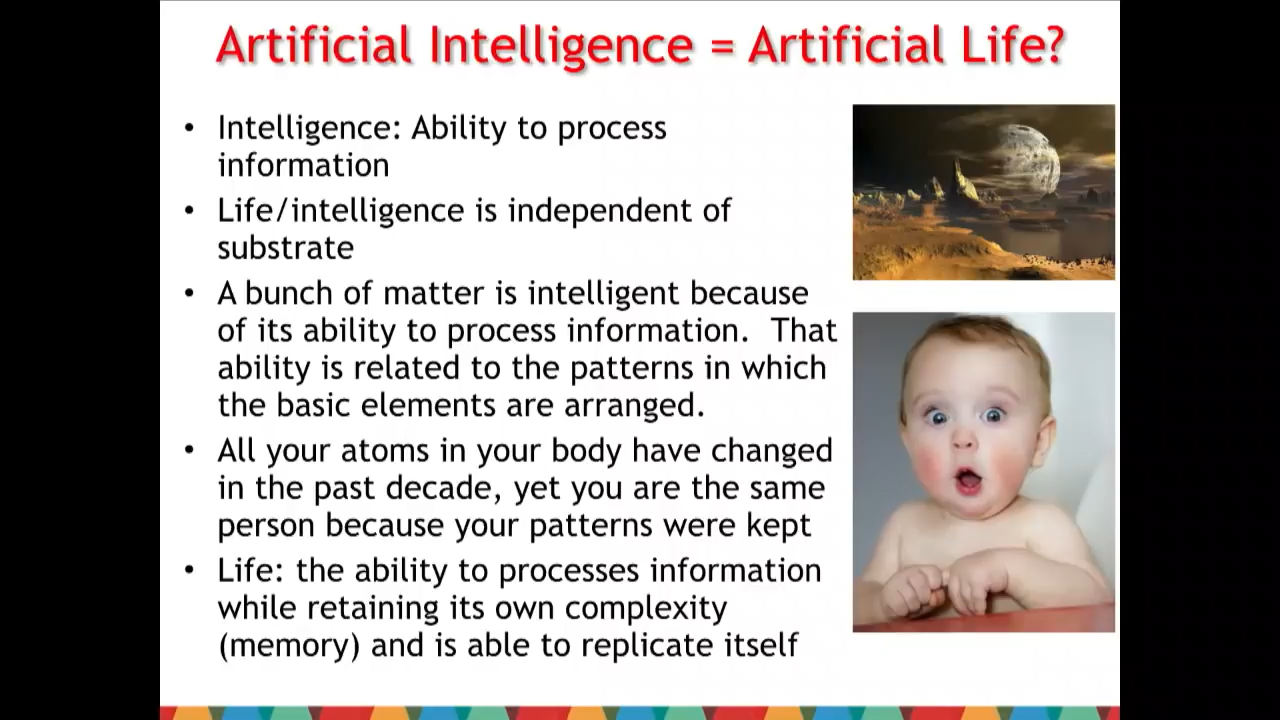 Artificial Intelligence = Artificial Life?
• Intelligence: Ability to process
information
• Life/intelligence is independent of
substrate
• A bunch of matter is intelligent because
of its ability to process information.  That
ability is related to the patterns in which
the basic elements are arranged.
• All your atoms in your body have changed
in the past decade, yet you are the same
person because your patterns were kept
• Life: the ability to processes information
while retaining its own complexity
(memory) and is able to replicate itself